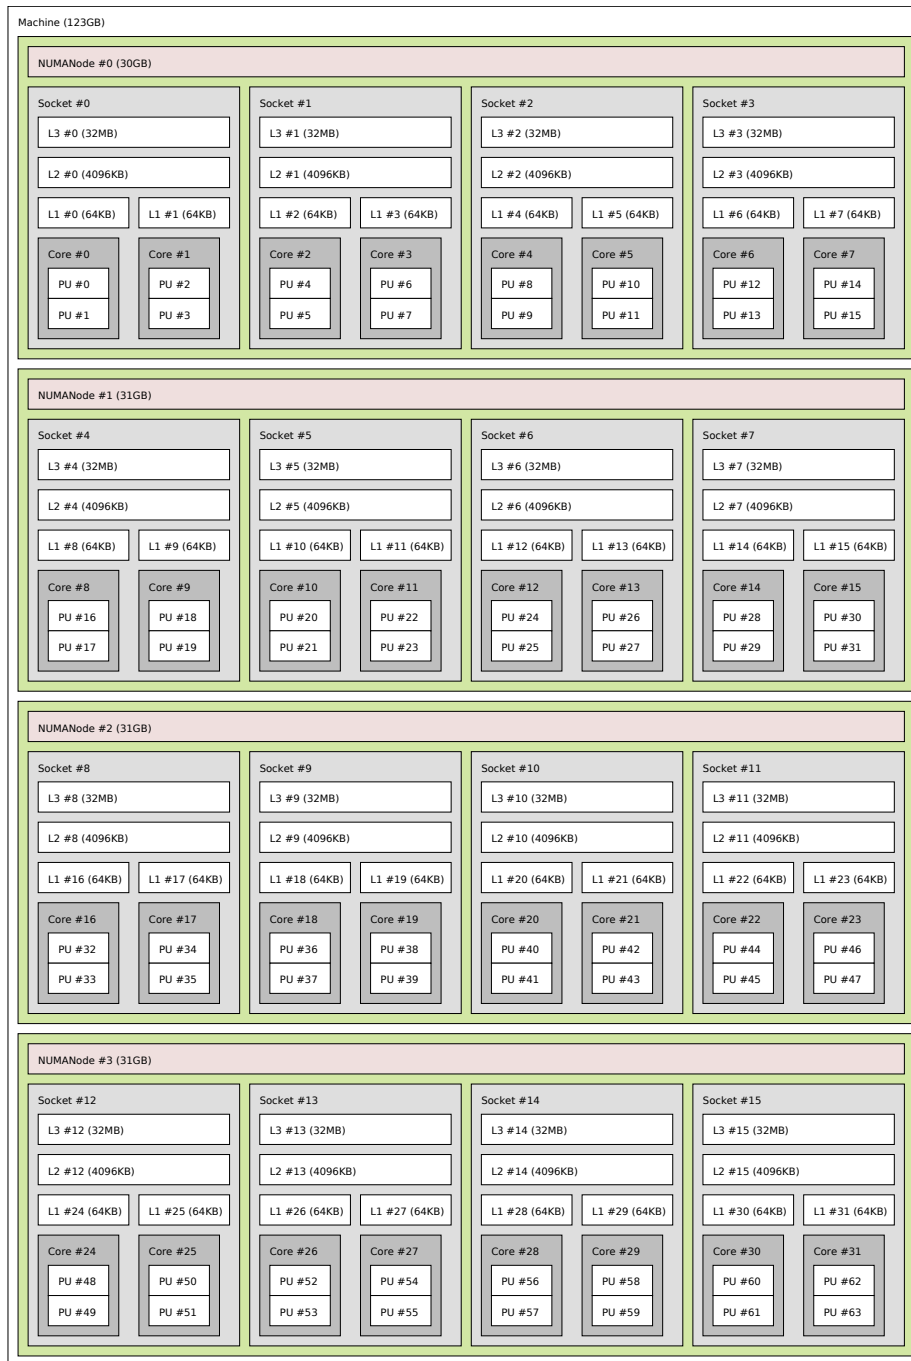 Machine (123GB)
NUMANode #0 (30GB)
Socket #0 Socket #1 Socket #2 Socket #3
L3 #0 (32MB) L3 #1 (32MB) L3 #2 (32MB) L3 #3 (32MB)
L2 #0 (4096KB) L2 #1 (4096KB) L2 #2 (4096KB) L2 #3 (4096KB)
L1 #0 (64KB) L1 #1 (64KB) L1 #2 (64KB) L1 #3 (64KB) L1 #4 (64KB) L1 #5 (64KB) L1 #6 (64KB) L1 #7 (64KB)
Core #0 Core #1 Core #2 Core #3 Core #4 Core #5 Core #6 Core #7
PU #0 PU #2 PU #4 PU #6 PU #8 PU #10 PU #12 PU #14
PU #1 PU #3 PU #5 PU #7 PU #9 PU #11 PU #13 PU #15
NUMANode #1 (31GB)
Socket #4 Socket #5 Socket #6 Socket #7
L3 #4 (32MB) L3 #5 (32MB) L3 #6 (32MB) L3 #7 (32MB)
L2 #4 (4096KB) L2 #5 (4096KB) L2 #6 (4096KB) L2 #7 (4096KB)
L1 #8 (64KB) L1 #9 (64KB) L1 #10 (64KB) L1 #11 (64KB) L1 #12 (64KB) L1 #13 (64KB) L1 #14 (64KB) L1 #15 (64KB)
Core #8 Core #9 Core #10 Core #11 Core #12 Core #13 Core #14 Core #15
PU #16 PU #18 PU #20 PU #22 PU #24 PU #26 PU #28 PU #30
PU #17 PU #19 PU #21 PU #23 PU #25 PU #27 PU #29 PU #31
NUMANode #2 (31GB)
Socket #8 Socket #9 Socket #10 Socket #11
L3 #8 (32MB) L3 #9 (32MB) L3 #10 (32MB) L3 #11 (32MB)
L2 #8 (4096KB) L2 #9 (4096KB) L2 #10 (4096KB) L2 #11 (4096KB)
L1 #16 (64KB) L1 #17 (64KB) L1 #18 (64KB) L1 #19 (64KB) L1 #20 (64KB) L1 #21 (64KB) L1 #22 (64KB) L1 #23 (64KB)
Core #16 Core #17 Core #18 Core #19 Core #20 Core #21 Core #22 Core #23
PU #32 PU #34 PU #36 PU #38 PU #40 PU #42 PU #44 PU #46
PU #33 PU #35 PU #37 PU #39 PU #41 PU #43 PU #45 PU #47
NUMANode #3 (31GB)
Socket #12 Socket #13 Socket #14 Socket #15
L3 #12 (32MB) L3 #13 (32MB) L3 #14 (32MB) L3 #15 (32MB)
L2 #12 (4096KB) L2 #13 (4096KB) L2 #14 (4096KB) L2 #15 (4096KB)
L1 #24 (64KB) L1 #25 (64KB) L1 #26 (64KB) L1 #27 (64KB) L1 #28 (64KB) L1 #29 (64KB) L1 #30 (64KB) L1 #31 (64KB)
Core #24 Core #25 Core #26 Core #27 Core #28 Core #29 Core #30 Core #31
PU #48 PU #50 PU #52 PU #54 PU #56 PU #58 PU #60 PU #62
PU #49 PU #51 PU #53 PU #55 PU #57 PU #59 PU #61 PU #63